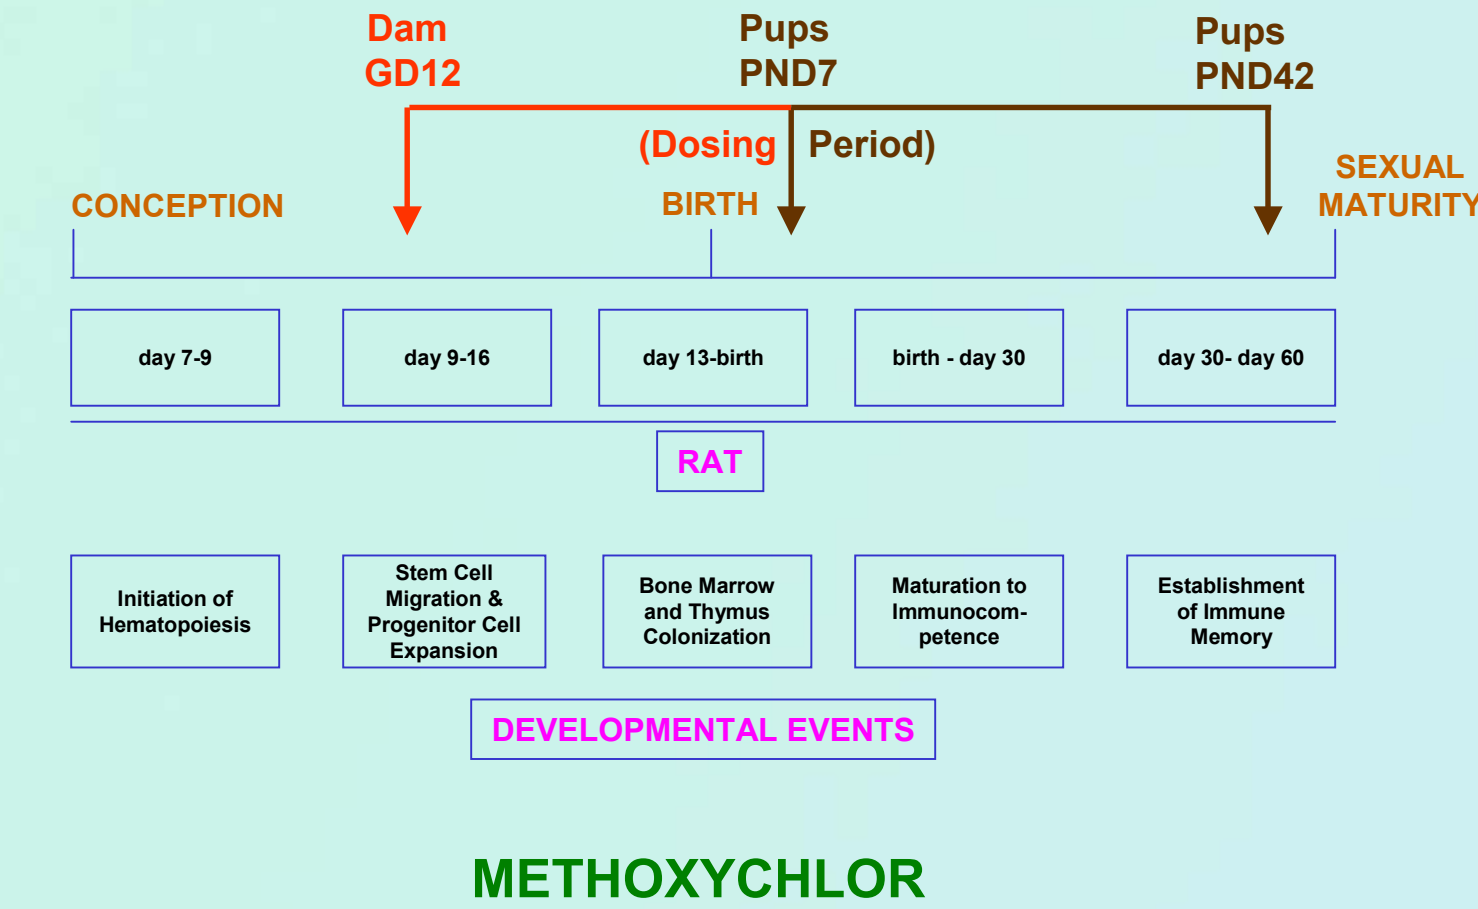 Dam
GD12
Pups
PND7
Pups
PND42
(Dosing Period)
CONCEPTION
BIRTH
SEXUAL
MATURITY
day 7-9
day 9-16
day 13-birth
birth - day 30
day 30- day 60
RAT
Initiation of
Hematopoiesis
Stem Cell
Migration &
Progenitor Cell
Expansion
Bone Marrow
and Thymus
Colonization
Maturation to
Immunocom-
petence
Establishment
of Immune
Memory
DEVELOPMENTAL EVENTS
METHOXYCHLOR